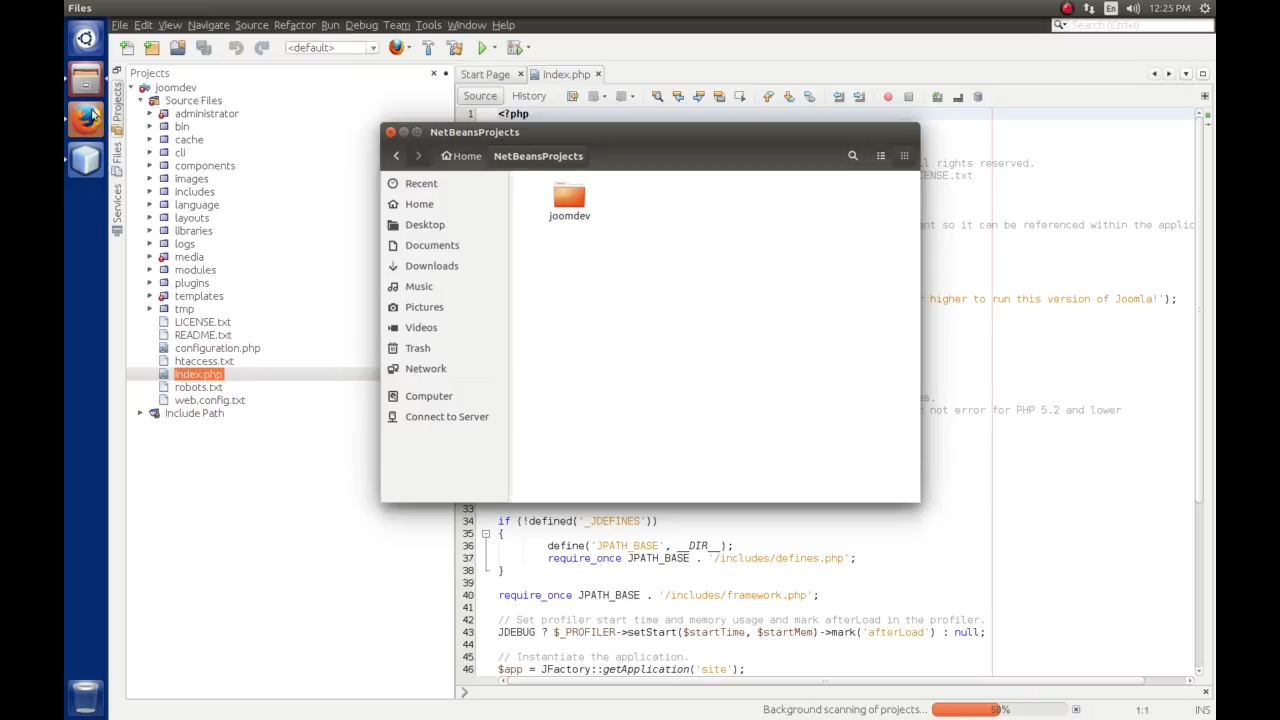 Files
En
12:25 PM
File Edit View Navigate Source Refactor Run Debug Team Tools Window Help
Search (Ctrl+I)
<default>
Projects
Start Page
index.php
Source
History
Projects
Files
Services
joomdev
Source Files
administrator
bin
cache
cli
components
images
includes
language
layouts
libraries
logs
media
modules
plugins
templates
tmp
LICENSE.txt
README.txt
configuration.php
htaccess.txt
index.php
robots.txt
web.config.txt
Include Path
1 <?php
NetBeansProjects
Home
NetBeansProjects
Recent
Home
Desktop
Documents
Downloads
Music
Pictures
Videos
Trash
Network
Computer
Connect to Server
joomdev
ll rights reserved.
ENSE.txt
nt so it can be referenced within the applic
higher to run this version of Joomla!');
s.
not error for PHP 5.2 and lower
33
34 if (!defined('_JDEFINES'))
35 {
36 define('JPATH_BASE', __DIR__);
37 require_once JPATH_BASE . '/includes/defines.php';
38 }
39
40 require_once JPATH_BASE . '/includes/framework.php';
41
42 // Set profiler start time and memory usage and mark afterLoad in the profiler.
43 JDEBUG ? $_PROFILER->setStart($startTime, $startMem)->mark('afterLoad') : null;
44
45 // Instantiate the application.
46 $app = JFactory::getApplication('site');
Background scanning of projects...
50%
1:1
INS